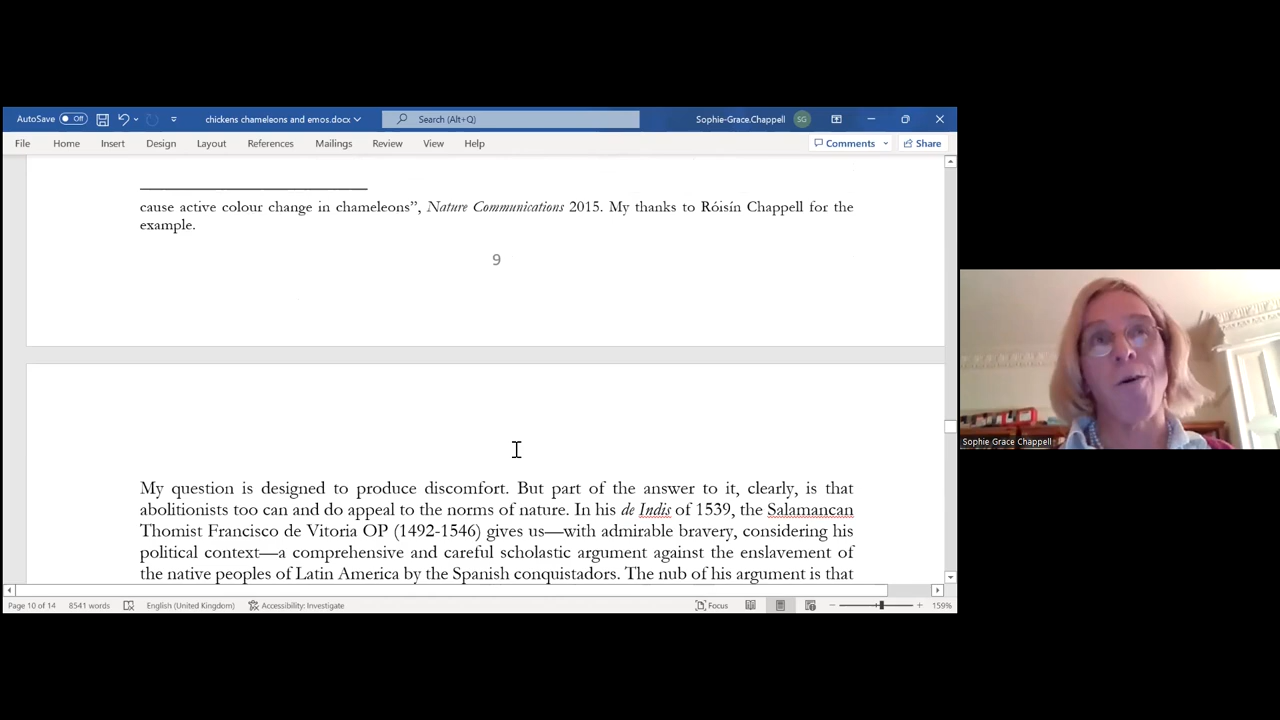 AutoSave Off chickens chameleons and emos.docx Search (Alt+Q) Sophie-Grace.Chappell SG
File Home Insert Design Layout References Mailings Review View Help Comments Share
cause active colour change in chameleons”, Nature Communications 2015. My thanks to Róisín Chappell for the
example.
9
My question is designed to produce discomfort. But part of the answer to it, clearly, is that
abolitionists too can and do appeal to the norms of nature. In his de Indis of 1539, the Salamancan
Thomist Francisco de Vitoria OP (1492-1546) gives us—with admirable bravery, considering his
political context—a comprehensive and careful scholastic argument against the enslavement of
the native peoples of Latin America by the Spanish conquistadors. The nub of his argument is that
Page 10 of 14 8541 words English (United Kingdom) Accessibility: Investigate Focus 159%
Sophie Grace Chappell